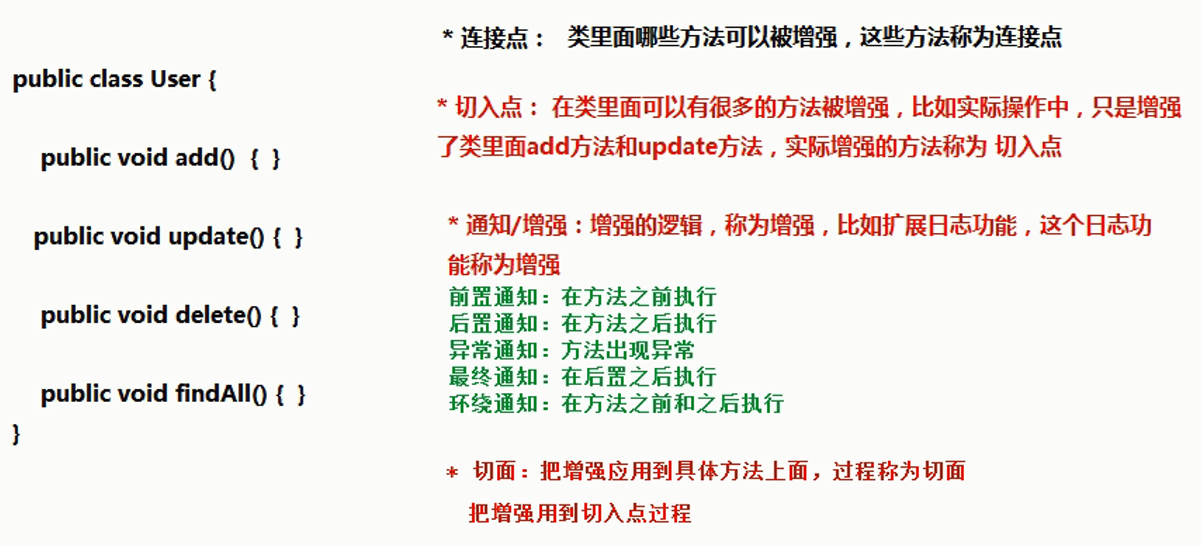 public class User {
public void add() { }
public void update() { }
public void delete() { }
public void findAll() { }
}
* 连接点： 类里面哪些方法可以被增强，这些方法称为连接点
* 切入点： 在类里面可以有很多的方法被增强，比如实际操作中，只是增强
了类里面add方法和update方法，实际增强的方法称为 切入点
* 通知/增强：增强的逻辑，称为增强，比如扩展日志功能，这个日志功
能称为增强
前置通知：在方法之前执行
后置通知：在方法之后执行
异常通知：方法出现异常
最终通知：在后置之后执行
环绕通知：在方法之前和之后执行
* 切面：把增强应用到具体方法上面，过程称为切面
把增强用到切入点过程